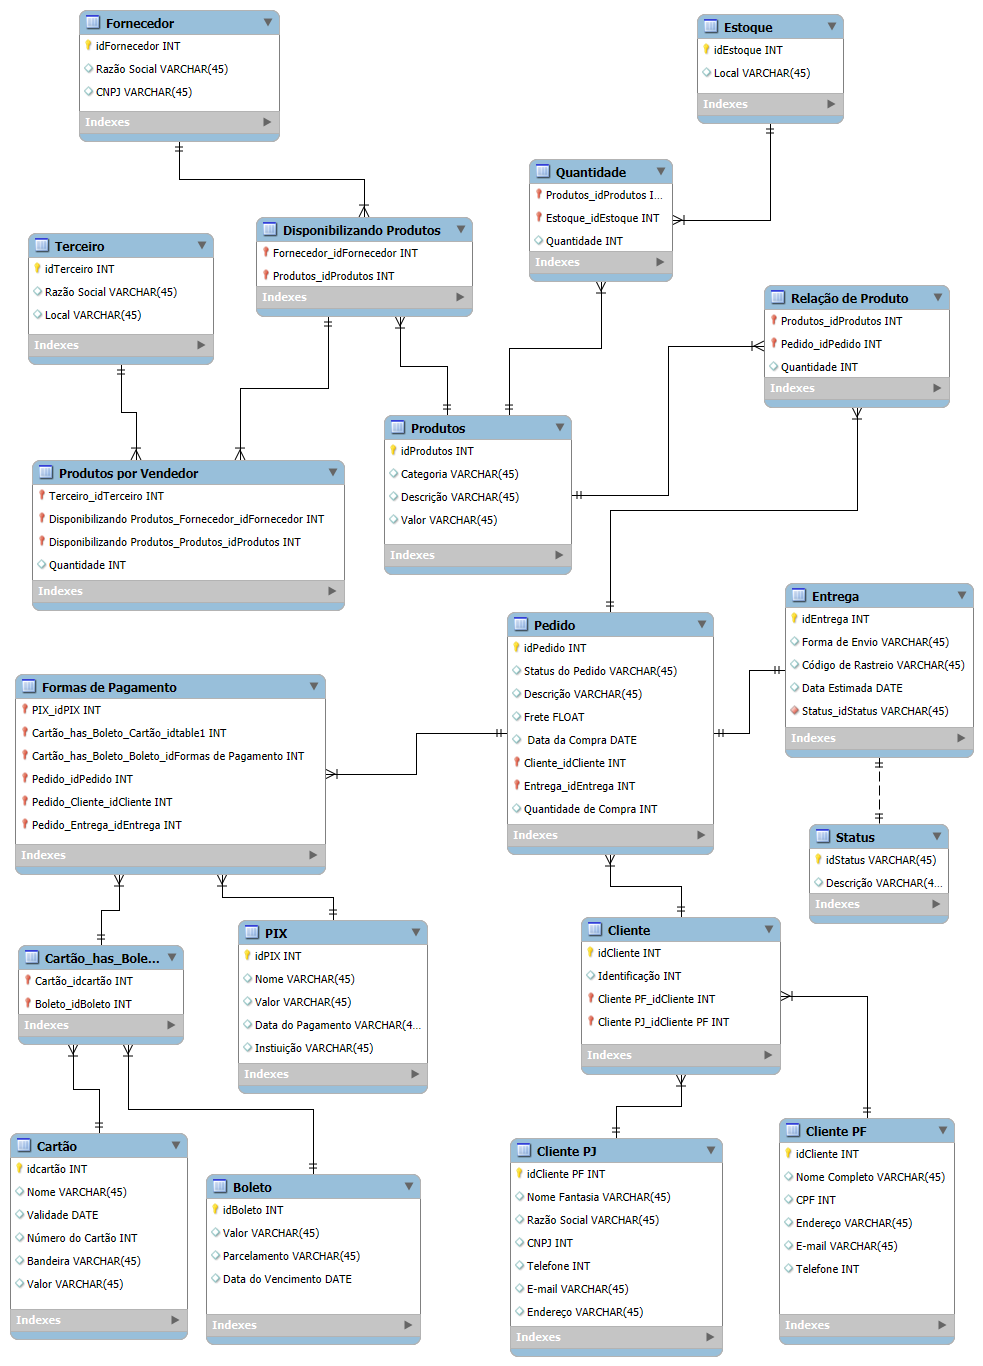 Fornecedor
idFornecedor INT
Razão Social VARCHAR(45)
CNPJ VARCHAR(45)
Indexes
Estoque
idEstoque INT
Local VARCHAR(45)
Indexes
Quantidade
Produtos_idProdutos I...
Estoque_idEstoque INT
Quantidade INT
Indexes
Disponibilizando Produtos
Fornecedor_idFornecedor INT
Produtos_idProdutos INT
Indexes
Terceiro
idTerceiro INT
Razão Social VARCHAR(45)
Local VARCHAR(45)
Indexes
Relação de Produto
Produtos_idProdutos INT
Pedido_idPedido INT
Quantidade INT
Indexes
Produtos
idProdutos INT
Categoria VARCHAR(45)
Descrição VARCHAR(45)
Valor VARCHAR(45)
Indexes
Produtos por Vendedor
Terceiro_idTerceiro INT
Disponibilizando Produtos_Fornecedor_idFornecedor INT
Disponibilizando Produtos_Produtos_idProdutos INT
Quantidade INT
Indexes
Pedido
idPedido INT
Status do Pedido VARCHAR(45)
Descrição VARCHAR(45)
Frete FLOAT
Data da Compra DATE
Cliente_idCliente INT
Entrega_idEntrega INT
Quantidade de Compra INT
Indexes
Entrega
idEntrega INT
Forma de Envio VARCHAR(45)
Código de Rastreio VARCHAR(45)
Data Estimada DATE
Status_idStatus VARCHAR(45)
Indexes
Formas de Pagamento
PIX_idPIX INT
Cartão_has_Boleto_Cartão_idtable1 INT
Cartão_has_Boleto_Boleto_idFormas de Pagamento INT
Pedido_idPedido INT
Pedido_Cliente_idCliente INT
Pedido_Entrega_idEntrega INT
Indexes
Status
idStatus VARCHAR(45)
Descrição VARCHAR(4...
Indexes
Cartão_has_Bole...
Cartão_idcartão INT
Boleto_idBoleto INT
Indexes
PIX
idPIX INT
Nome VARCHAR(45)
Valor VARCHAR(45)
Data do Pagamento VARCHAR(4...
Instiuição VARCHAR(45)
Indexes
Cliente
idCliente INT
Identificação INT
Cliente PF_idCliente INT
Cliente PJ_idCliente PF INT
Indexes
Cartão
idcartão INT
Nome VARCHAR(45)
Validade DATE
Número do Cartão INT
Bandeira VARCHAR(45)
Valor VARCHAR(45)
Indexes
Boleto
idBoleto INT
Valor VARCHAR(45)
Parcelamento VARCHAR(45)
Data do Vencimento DATE
Indexes
Cliente PJ
idCliente PF INT
Nome Fantasia VARCHAR(45)
Razão Social VARCHAR(45)
CNPJ INT
Telefone INT
E-mail VARCHAR(45)
Endereço VARCHAR(45)
Indexes
Cliente PF
idCliente INT
Nome Completo VARCHAR(45)
CPF INT
Endereço VARCHAR(45)
E-mail VARCHAR(45)
Telefone INT
Indexes